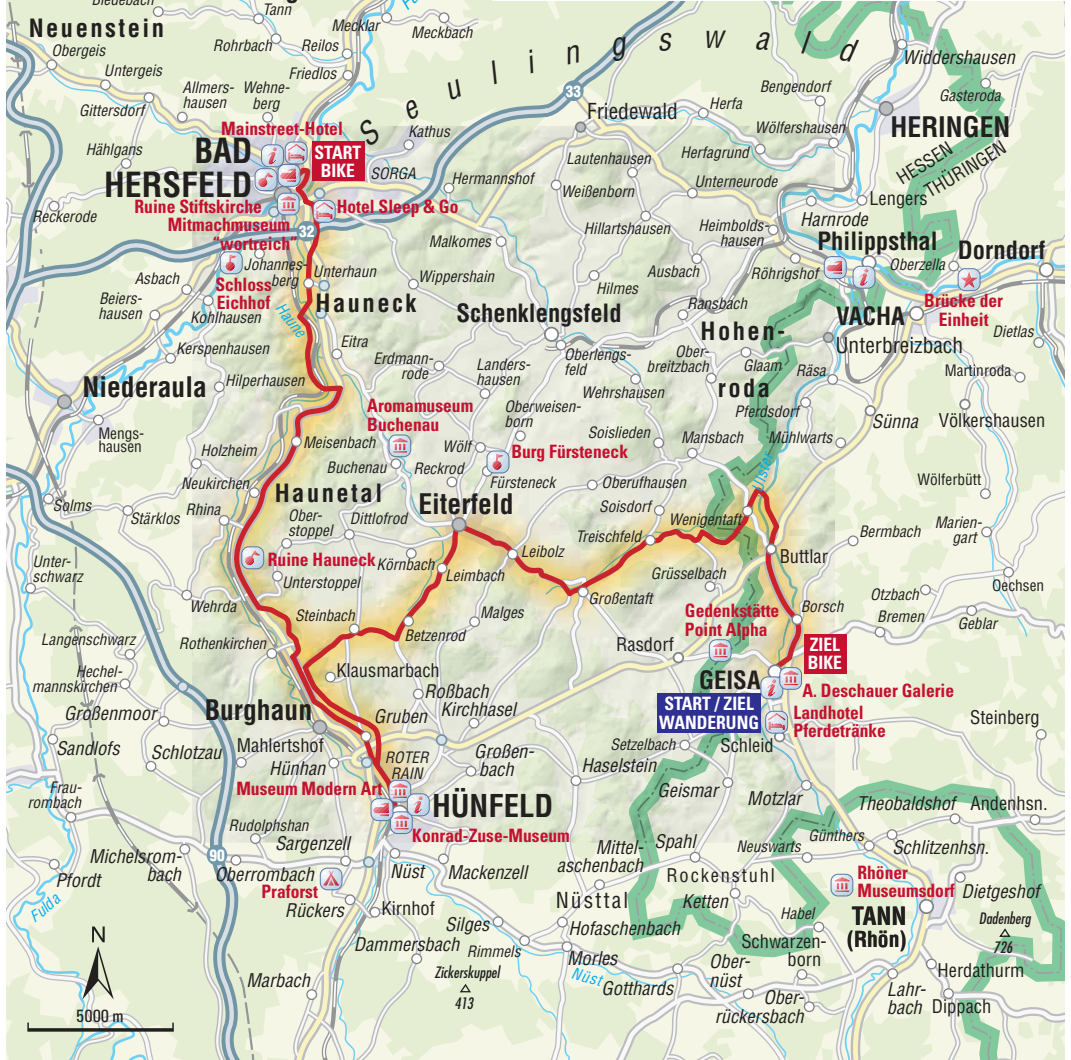 Biedebach
Tann
Mecklar
Meckbach
Neuenstein
Obergeis
Rohrbach
Reilos
Friedlos
Untergeis
Gittersdorf
Allmers-
hausen
Wehne-
berg
Seulingswald
33
Friedewald
Herfa
Bengendorf
Widdershausen
Gasteroda
Wölfershausen
HERINGEN
HESSEN
THÜRINGEN
Mainstreet-Hotel
BAD
HERSFELD
START
BIKE
Kathus
SORGA
Hählgans
Reckerode
Lautenhausen
Herfagrund
Hermannshof
Weißenborn
Unterneurode
Lengers
Harnrode
Ruine Stiftskirche
Mitmachmuseum
"wortreich"
Hotel Sleep & Go
32
Malkomes
Hillartshausen
Heimbolds-
hausen
Philippsthal
Dorndorf
Röhrigshof
Oberzella
Asbach
Johannes-
berg
Unterhaun
Schloss
Eichhof
Wippershain
Ausbach
Hilmes
Ransbach
Brücke der
Einheit
VACHA
Beiers-
hausen
Kohlhausen
Haune
Hauneck
Schenklengsfeld
Hohen-
roda
Unterbreizbach
Dietlas
Kerspenhausen
Eitra
Erdmann-
rode
Landers-
hausen
Oberlengs-
feld
Ober-
breitzbach
Glaam
Räsa
Martinroda
Niederaula
Hilperhausen
Wehrshausen
Pferdsdorf
Sünna
Völkershausen
Mengs-
hausen
Aromamuseum
Buchenau
Oberweisen-
born
Soislieden
Mansbach
Mühlwarts
Holzheim
Meisenbach
Wölf
Burg Fürsteneck
Buchenau
Reckrod
Fürsteneck
Ulster
Solms
Stärklos
Neukirchen
Haunetal
Oberufhausen
Wölferbütt
Rhina
Ober-
stoppel
Dittlofrod
Eiterfeld
Soisdorf
Wenigentaft
Treischfeld
Bermbach
Marien-
gart
Unter-
schwarz
Ruine Hauneck
Körnbach
Leibolz
Buttlar
Unterstoppel
Leimbach
Grüsselbach
Oechsen
Wehrda
Steinbach
Malges
Großentaft
Otzbach
Borsch
Bremen
Geblar
Langenschwarz
Rothenkirchen
Betzenrod
Gedenkstätte
Point Alpha
Rasdorf
ZIEL
BIKE
Hechel-
mannskirchen
Klausmarbach
GEISA
A. Deschauer Galerie
Großenmoor
Burghaun
Roßbach
Kirchhasel
START / ZIEL
WANDERUNG
Landhotel
Pferdetränke
Steinberg
Gruben
Sandlofs
Schlotzau
Mahlertshof
Hünhan
ROTER
RAIN
Großen-
bach
Haselstein
Setzelbach
Schleid
Frau-
rombach
Museum Modern Art
HÜNFELD
Geismar
Motzlar
Theobaldshof
Andenhsn.
Rudolphshan
Sargenzell
Konrad-Zuse-Museum
Günthers
Michelsrom-
bach
90
Oberrombach
Mittel-
aschenbach
Spahl
Neuswarts
Schlitzenhsn.
Pfordt
Praforst
Nüst
Mackenzell
Rockenstuhl
Rhöner
Museumsdorf
Dietgeshof
Fulda
Rückers
Kirnhof
Nüsttal
Ketten
TANN
(Rhön)
Dadenberg
726
Silges
Hofaschenbach
Habel
Dammersbach
Rimmels
Morles
Schwarzen-
born
N
Zickerskuppel
413
Nüst
Ober-
nüst
Herdathurm
Marbach
Gotthards
Ober-
rückersbach
Lahr-
bach
Dippach
5000 m